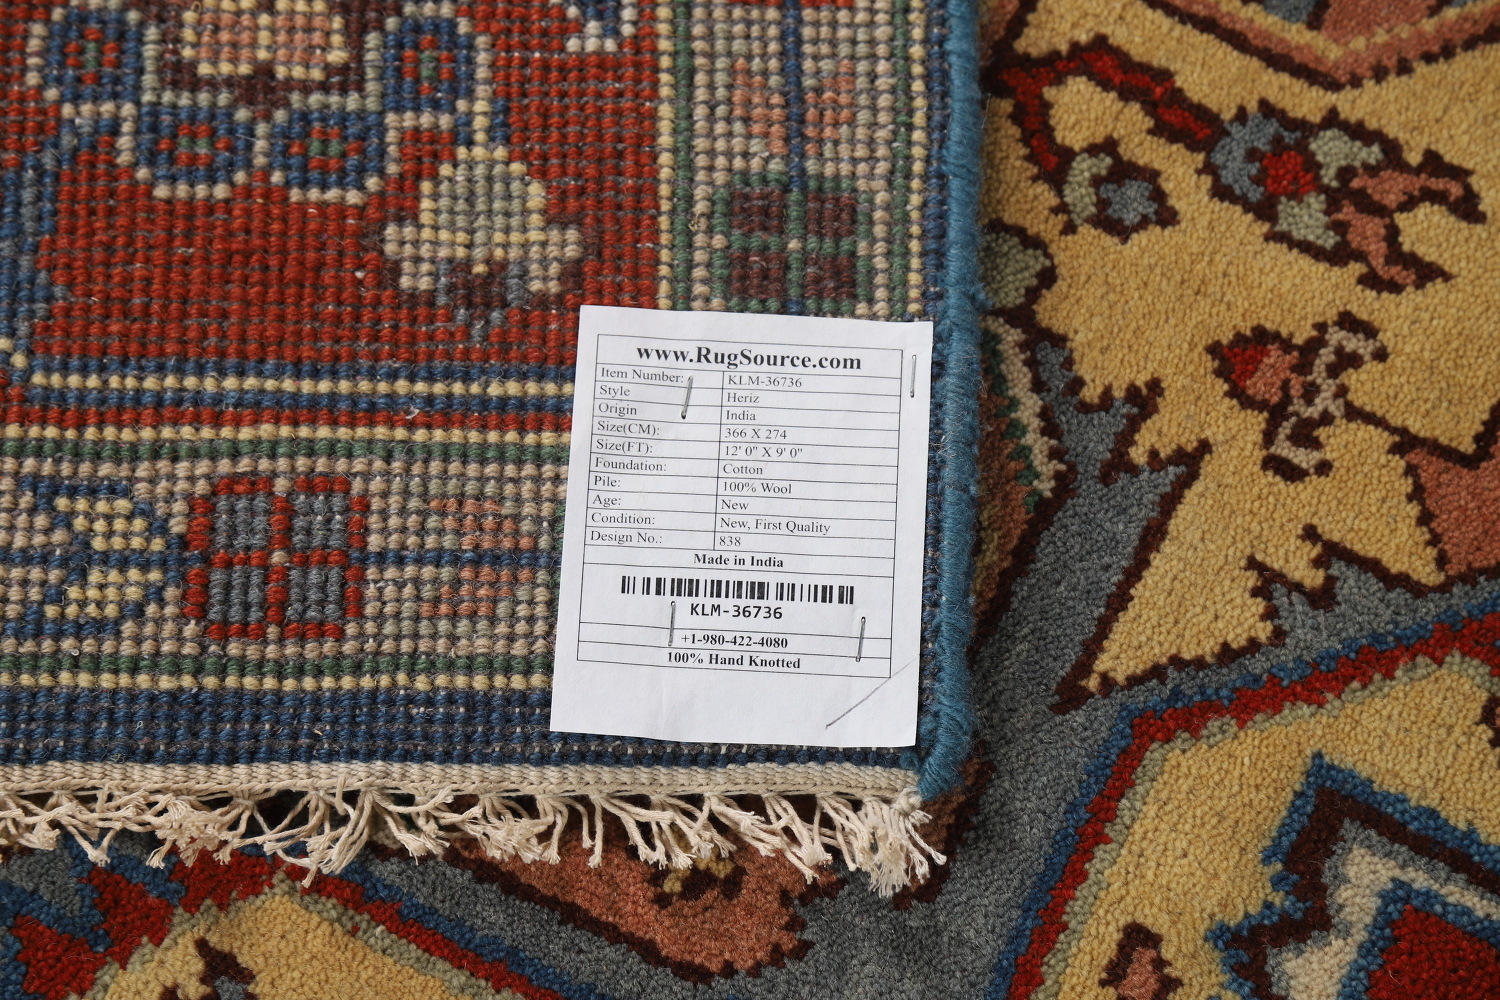 www.RugSource.com
Item Number: KLM-36736
Style Heriz
Origin India
Size(CM): 366 X 274
Size(FT): 12' 0" X 9' 0"
Foundation: Cotton
Pile: 100% Wool
Age: New
Condition: New, First Quality
Design No.: 838
Made in India
KLM-36736
+1-980-422-4080
100% Hand Knotted